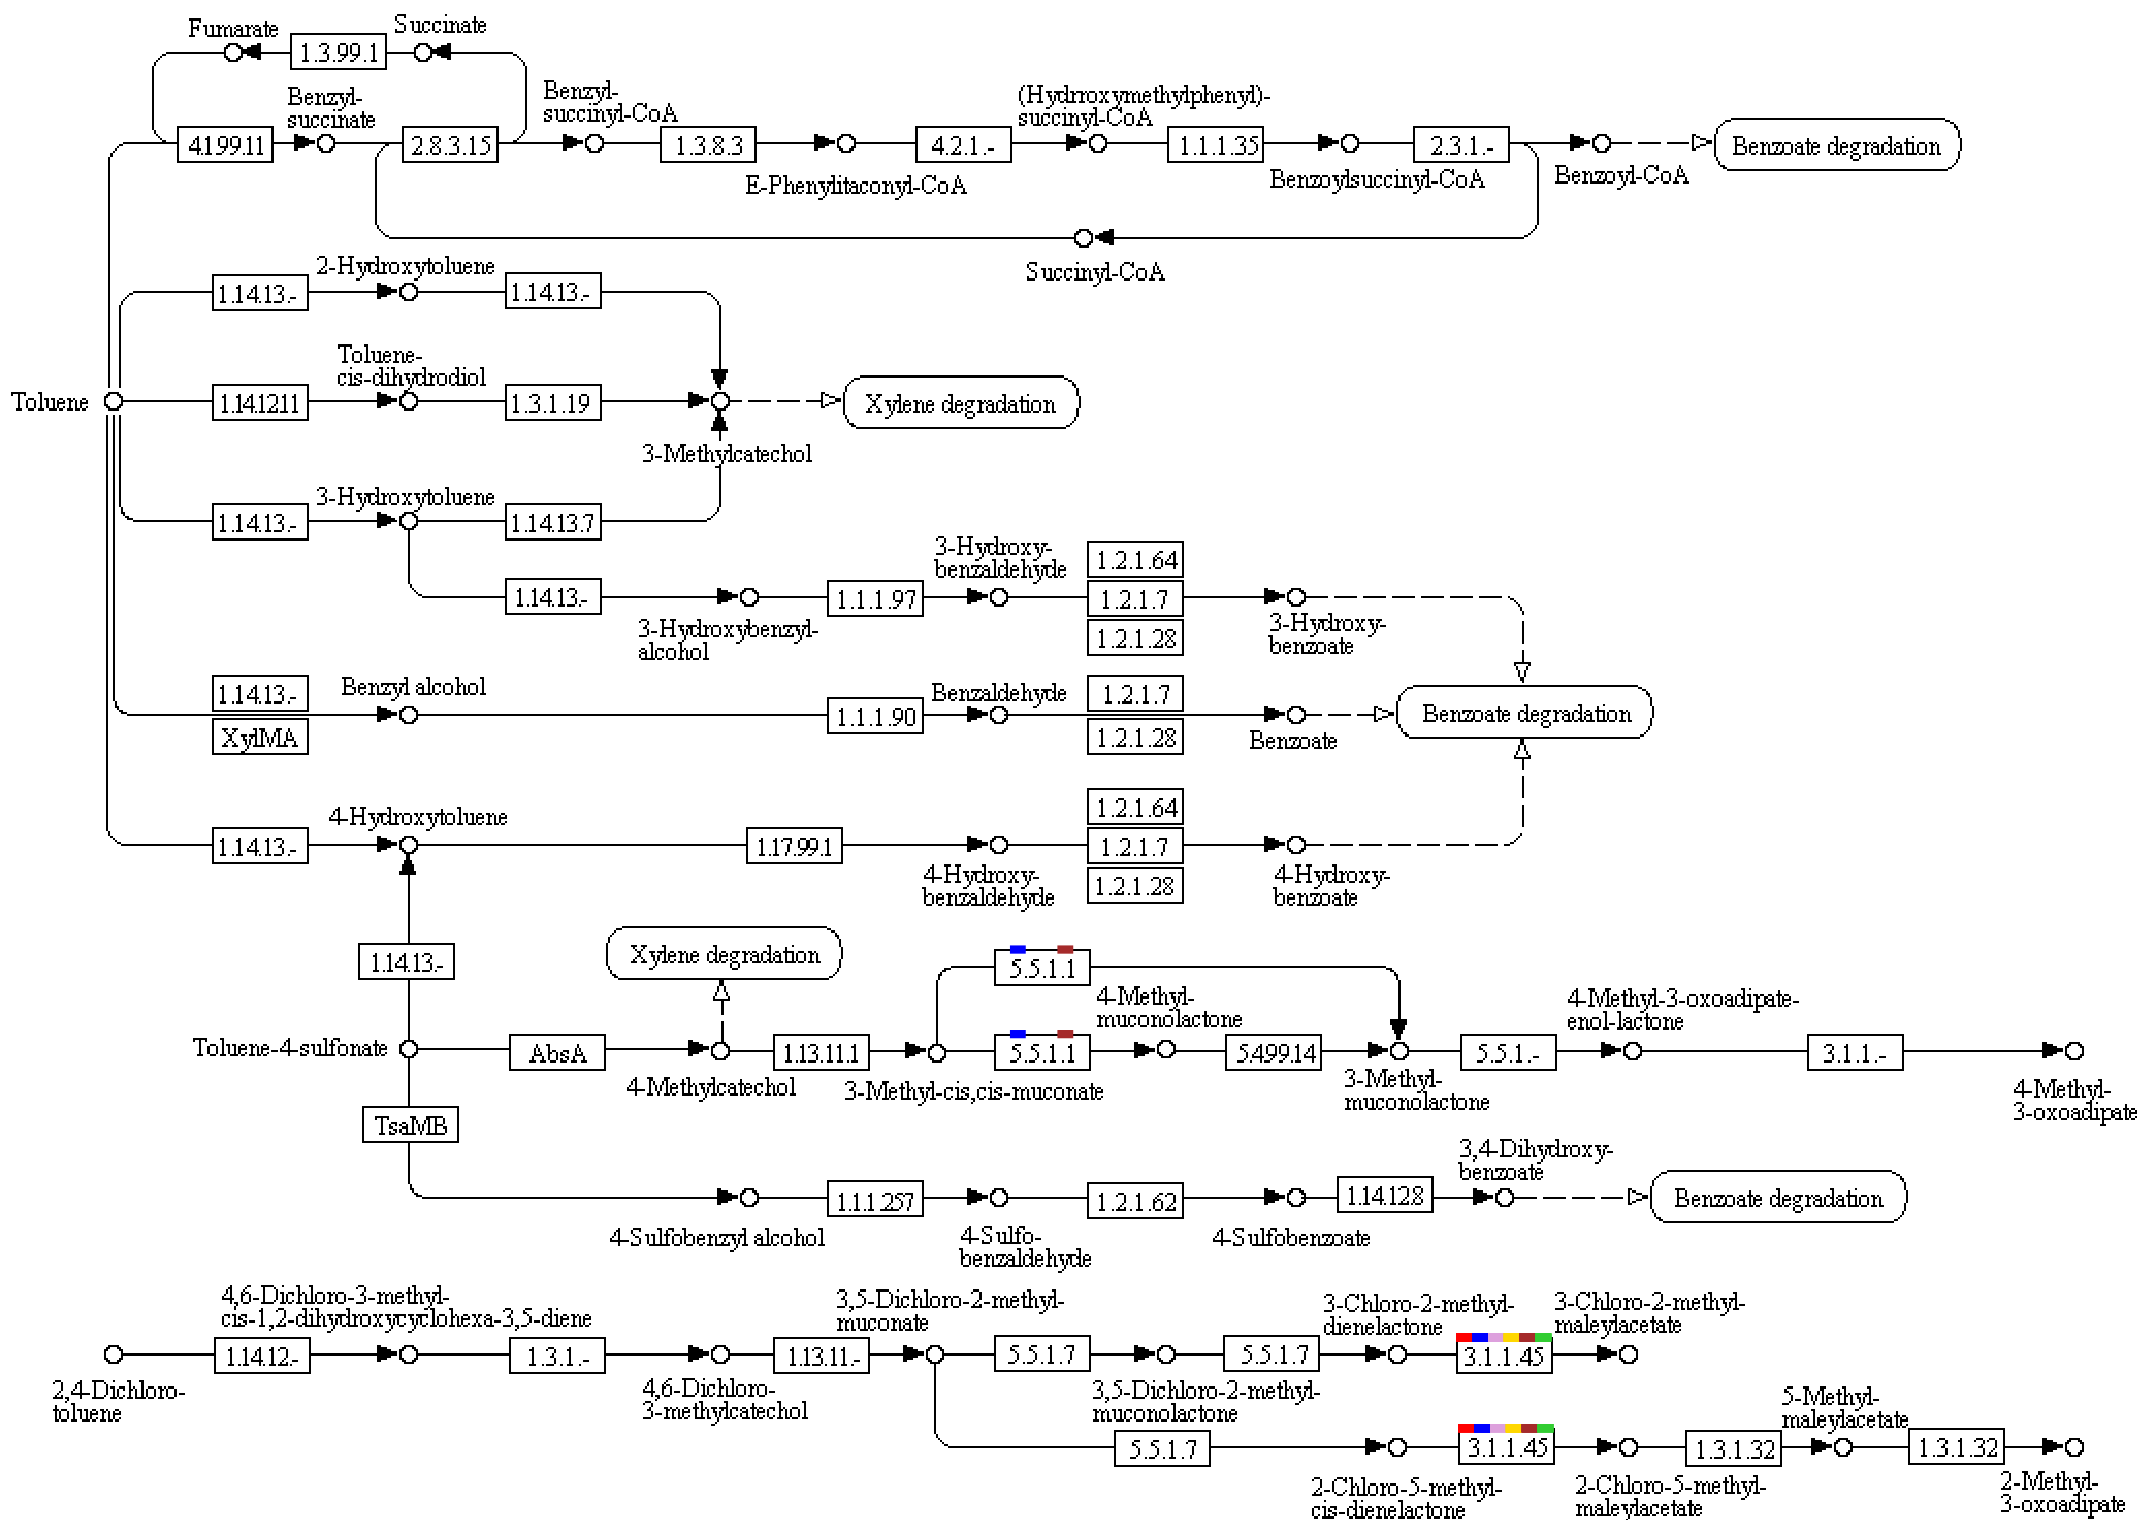 Fumarate
1.3.99.1
Succinate
Benzyl-
succinate
Benzyl-
succinyl-CoA
(Hydrroxymethylphenyl)-
succinyl-CoA
4.1.99.11
2.8.3.15
1.3.8.3
4.2.1.-
1.1.1.35
2.3.1.-
Benzoate degradation
E-Phenylitaconyl-CoA
Benzoylsuccinyl-CoA
Benzoyl-CoA
Succinyl-CoA
2-Hydroxytoluene
1.14.13.-
1.14.13.-
Toluene-
cis-dihydrodiol
Toluene
1.14.12.11
1.3.1.19
Xylene degradation
3-Methylcatechol
3-Hydroxytoluene
1.14.13.-
1.14.13.7
3-Hydroxy-
benzaldehyde
1.2.1.64
1.14.13.-
1.1.1.97
1.2.1.7
1.2.1.28
3-Hydroxybenzyl-
alcohol
3-Hydroxy-
benzoate
1.14.13.-
Benzyl alcohol
Benzaldehyde
1.2.1.7
XylMA
1.1.1.90
1.2.1.28
Benzoate
Benzoate degradation
4-Hydroxytoluene
1.2.1.64
1.14.13.-
1.17.99.1
1.2.1.7
1.2.1.28
4-Hydroxy-
benzaldehyde
4-Hydroxy-
benzoate
1.14.13.-
Xylene degradation
5.5.1.1
4-Methyl-
muconolactone
4-Methyl-3-oxoadipate-
enol-lactone
Toluene-4-sulfonate
AbsA
1.13.11.1
5.5.1.1
5.4.99.14
5.5.1.-
3.1.1.-
4-Methylcatechol
3-Methyl-cis,cis-muconate
3-Methyl-
muconolactone
4-Methyl-
3-oxoadipate
TsaMB
3,4-Dihydroxy-
benzoate
1.1.1.257
1.2.1.62
1.14.12.8
Benzoate degradation
4-Sulfobenzyl alcohol
4-Sulfo-
benzaldehyde
4-Sulfobenzoate
4,6-Dichloro-3-methyl-
cis-1,2-dihydroxycyclohexa-3,5-diene
3,5-Dichloro-2-methyl-
muconate
3-Chloro-2-methyl-
dienelactone
3-Chloro-2-methyl-
maleylacetate
1.14.12.-
1.3.1.-
1.13.11.-
5.5.1.7
5.5.1.7
3.1.1.45
2,4-Dichloro-
toluene
4,6-Dichloro-
3-methylcatechol
3,5-Dichloro-2-methyl-
muconolactone
5-Methyl-
maleylacetate
5.5.1.7
3.1.1.45
1.3.1.32
1.3.1.32
2-Chloro-5-methyl-
cis-dienelactone
2-Chloro-5-methyl-
maleylacetate
2-Methyl-
3-oxoadipate